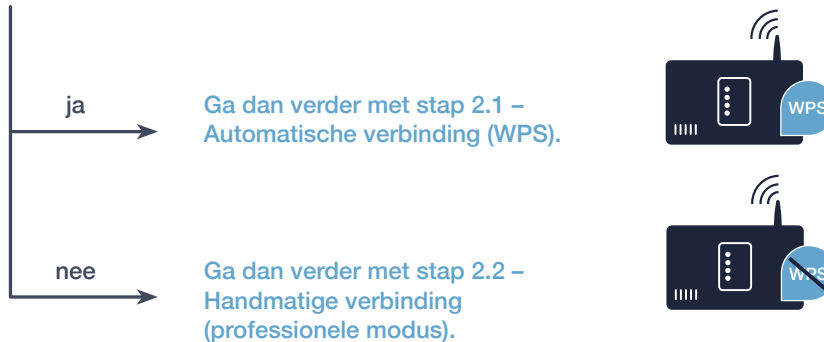 ja
Ga dan verder met stap 2.1 –
Automatische verbinding (WPS).
WPS
nee
Ga dan verder met stap 2.2 –
Handmatige verbinding
(professionele modus).
WPS